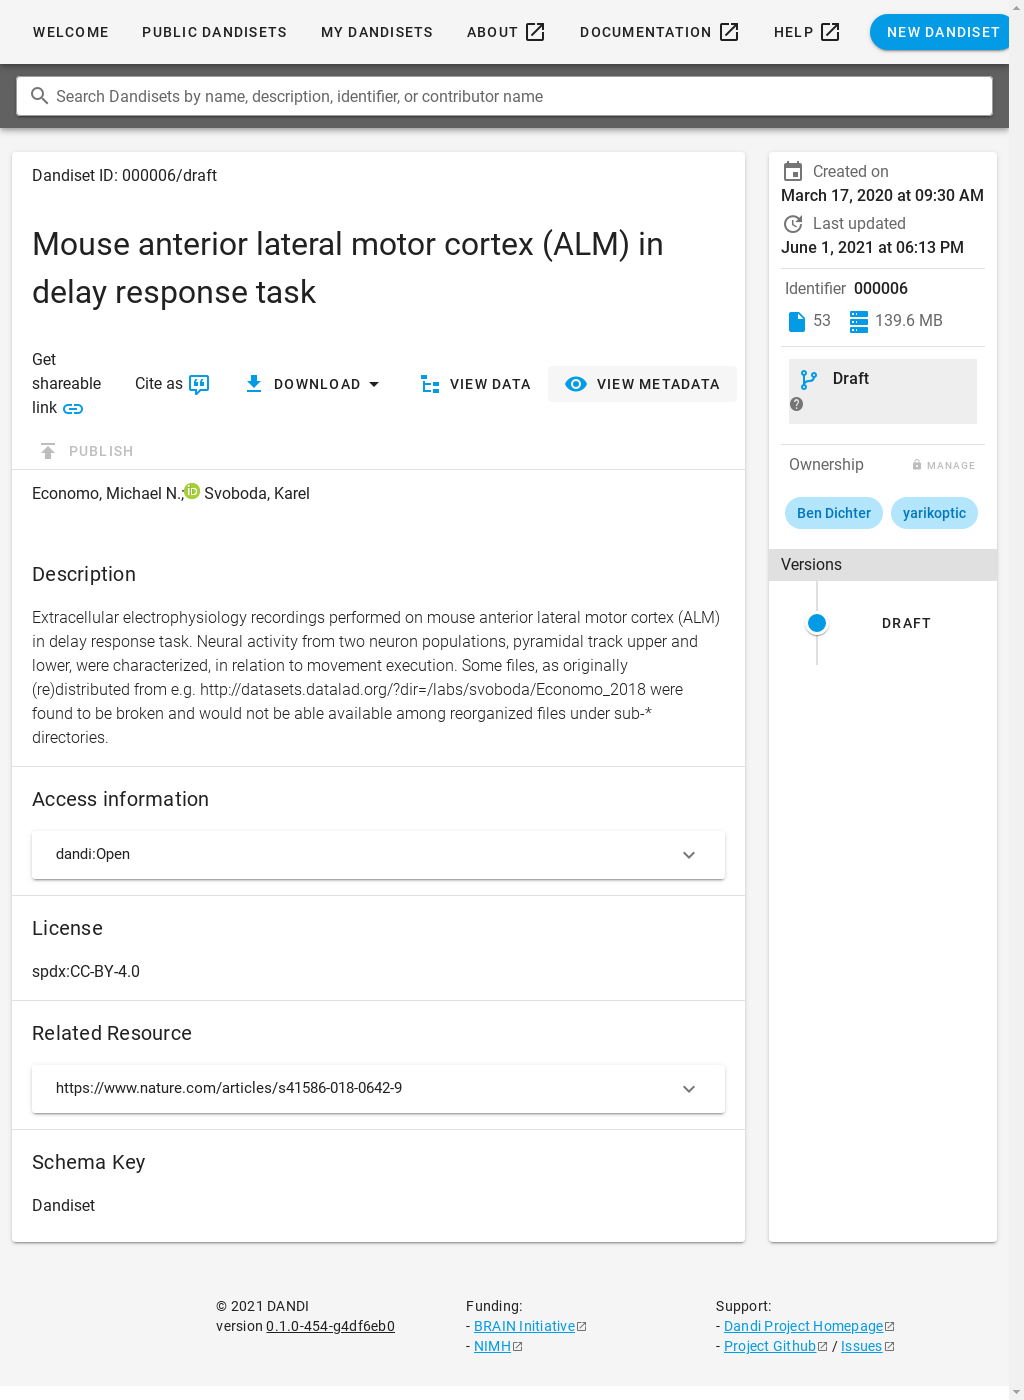 WELCOME PUBLIC DANDISETS MY DANDISETS ABOUT DOCUMENTATION HELP NEW DANDISET
Search Dandisets by name, description, identifier, or contributor name
Dandiset ID: 000006/draft
Mouse anterior lateral motor cortex (ALM) in
delay response task
Get
shareable
link
Cite as
DOWNLOAD
VIEW DATA
VIEW METADATA
PUBLISH
Economo, Michael N.; Svoboda, Karel
Description
Extracellular electrophysiology recordings performed on mouse anterior lateral motor cortex (ALM)
in delay response task. Neural activity from two neuron populations, pyramidal track upper and
lower, were characterized, in relation to movement execution. Some files, as originally
(re)distributed from e.g. http://datasets.datalad.org/?dir=/labs/svoboda/Economo_2018 were
found to be broken and would not be able available among reorganized files under sub-*
directories.
Access information
dandi:Open
License
spdx:CC-BY-4.0
Related Resource
https://www.nature.com/articles/s41586-018-0642-9
Schema Key
Dandiset
Created on
March 17, 2020 at 09:30 AM
Last updated
June 1, 2021 at 06:13 PM
Identifier 000006
53 139.6 MB
Draft
Ownership MANAGE
Ben Dichter yarikoptic
Versions
DRAFT
© 2021 DANDI
version 0.1.0-454-g4df6eb0
Funding:
- BRAIN Initiative
- NIMH
Support:
- Dandi Project Homepage
- Project Github / Issues